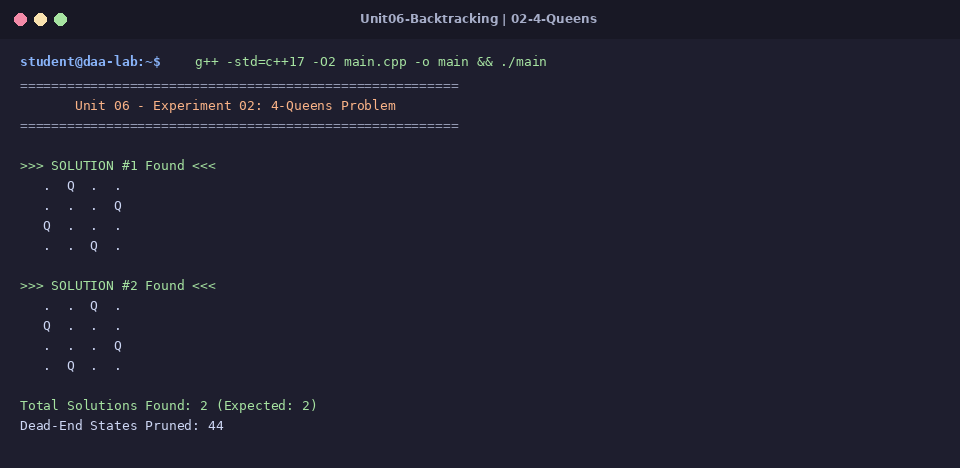 Unit06-Backtracking | 02-4-Queens
student@daa-lab:~$ g++ -std=c++17 -O2 main.cpp -o main && ./main
========================================================
Unit 06 - Experiment 02: 4-Queens Problem
========================================================
>>> SOLUTION #1 Found <<<
. Q . .
. . . Q
Q . . .
. . Q .
>>> SOLUTION #2 Found <<<
. . Q .
Q . . .
. . . Q
. Q . .
Total Solutions Found: 2 (Expected: 2)
Dead-End States Pruned: 44